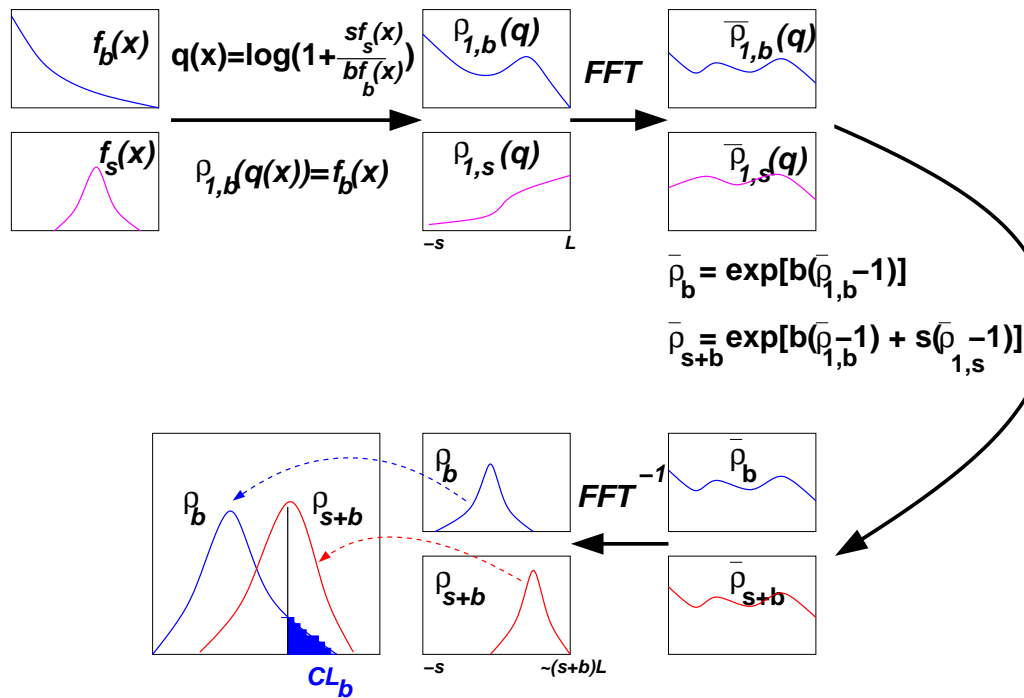 f_b(x)
q(x)=log(1+ sf_s(x)/bf_b(x))
ρ_1,b(q)
FFT
ρ̅_1,b(q)
f_s(x)
ρ_1,b(q(x))=f_b(x)
ρ_1,s(q)
ρ̅_1,s(q)
–s L
ρ̅_b = exp[b(ρ̅_1,b–1)]
ρ̅_s+b= exp[b(ρ̅_1,b–1) + s(ρ̅_1,s–1)]
ρ_b ρ_s+b
ρ_b
FFT^–1
ρ̅_b
ρ_s+b
ρ̅_s+b
CL_b
–s ~(s+b)L